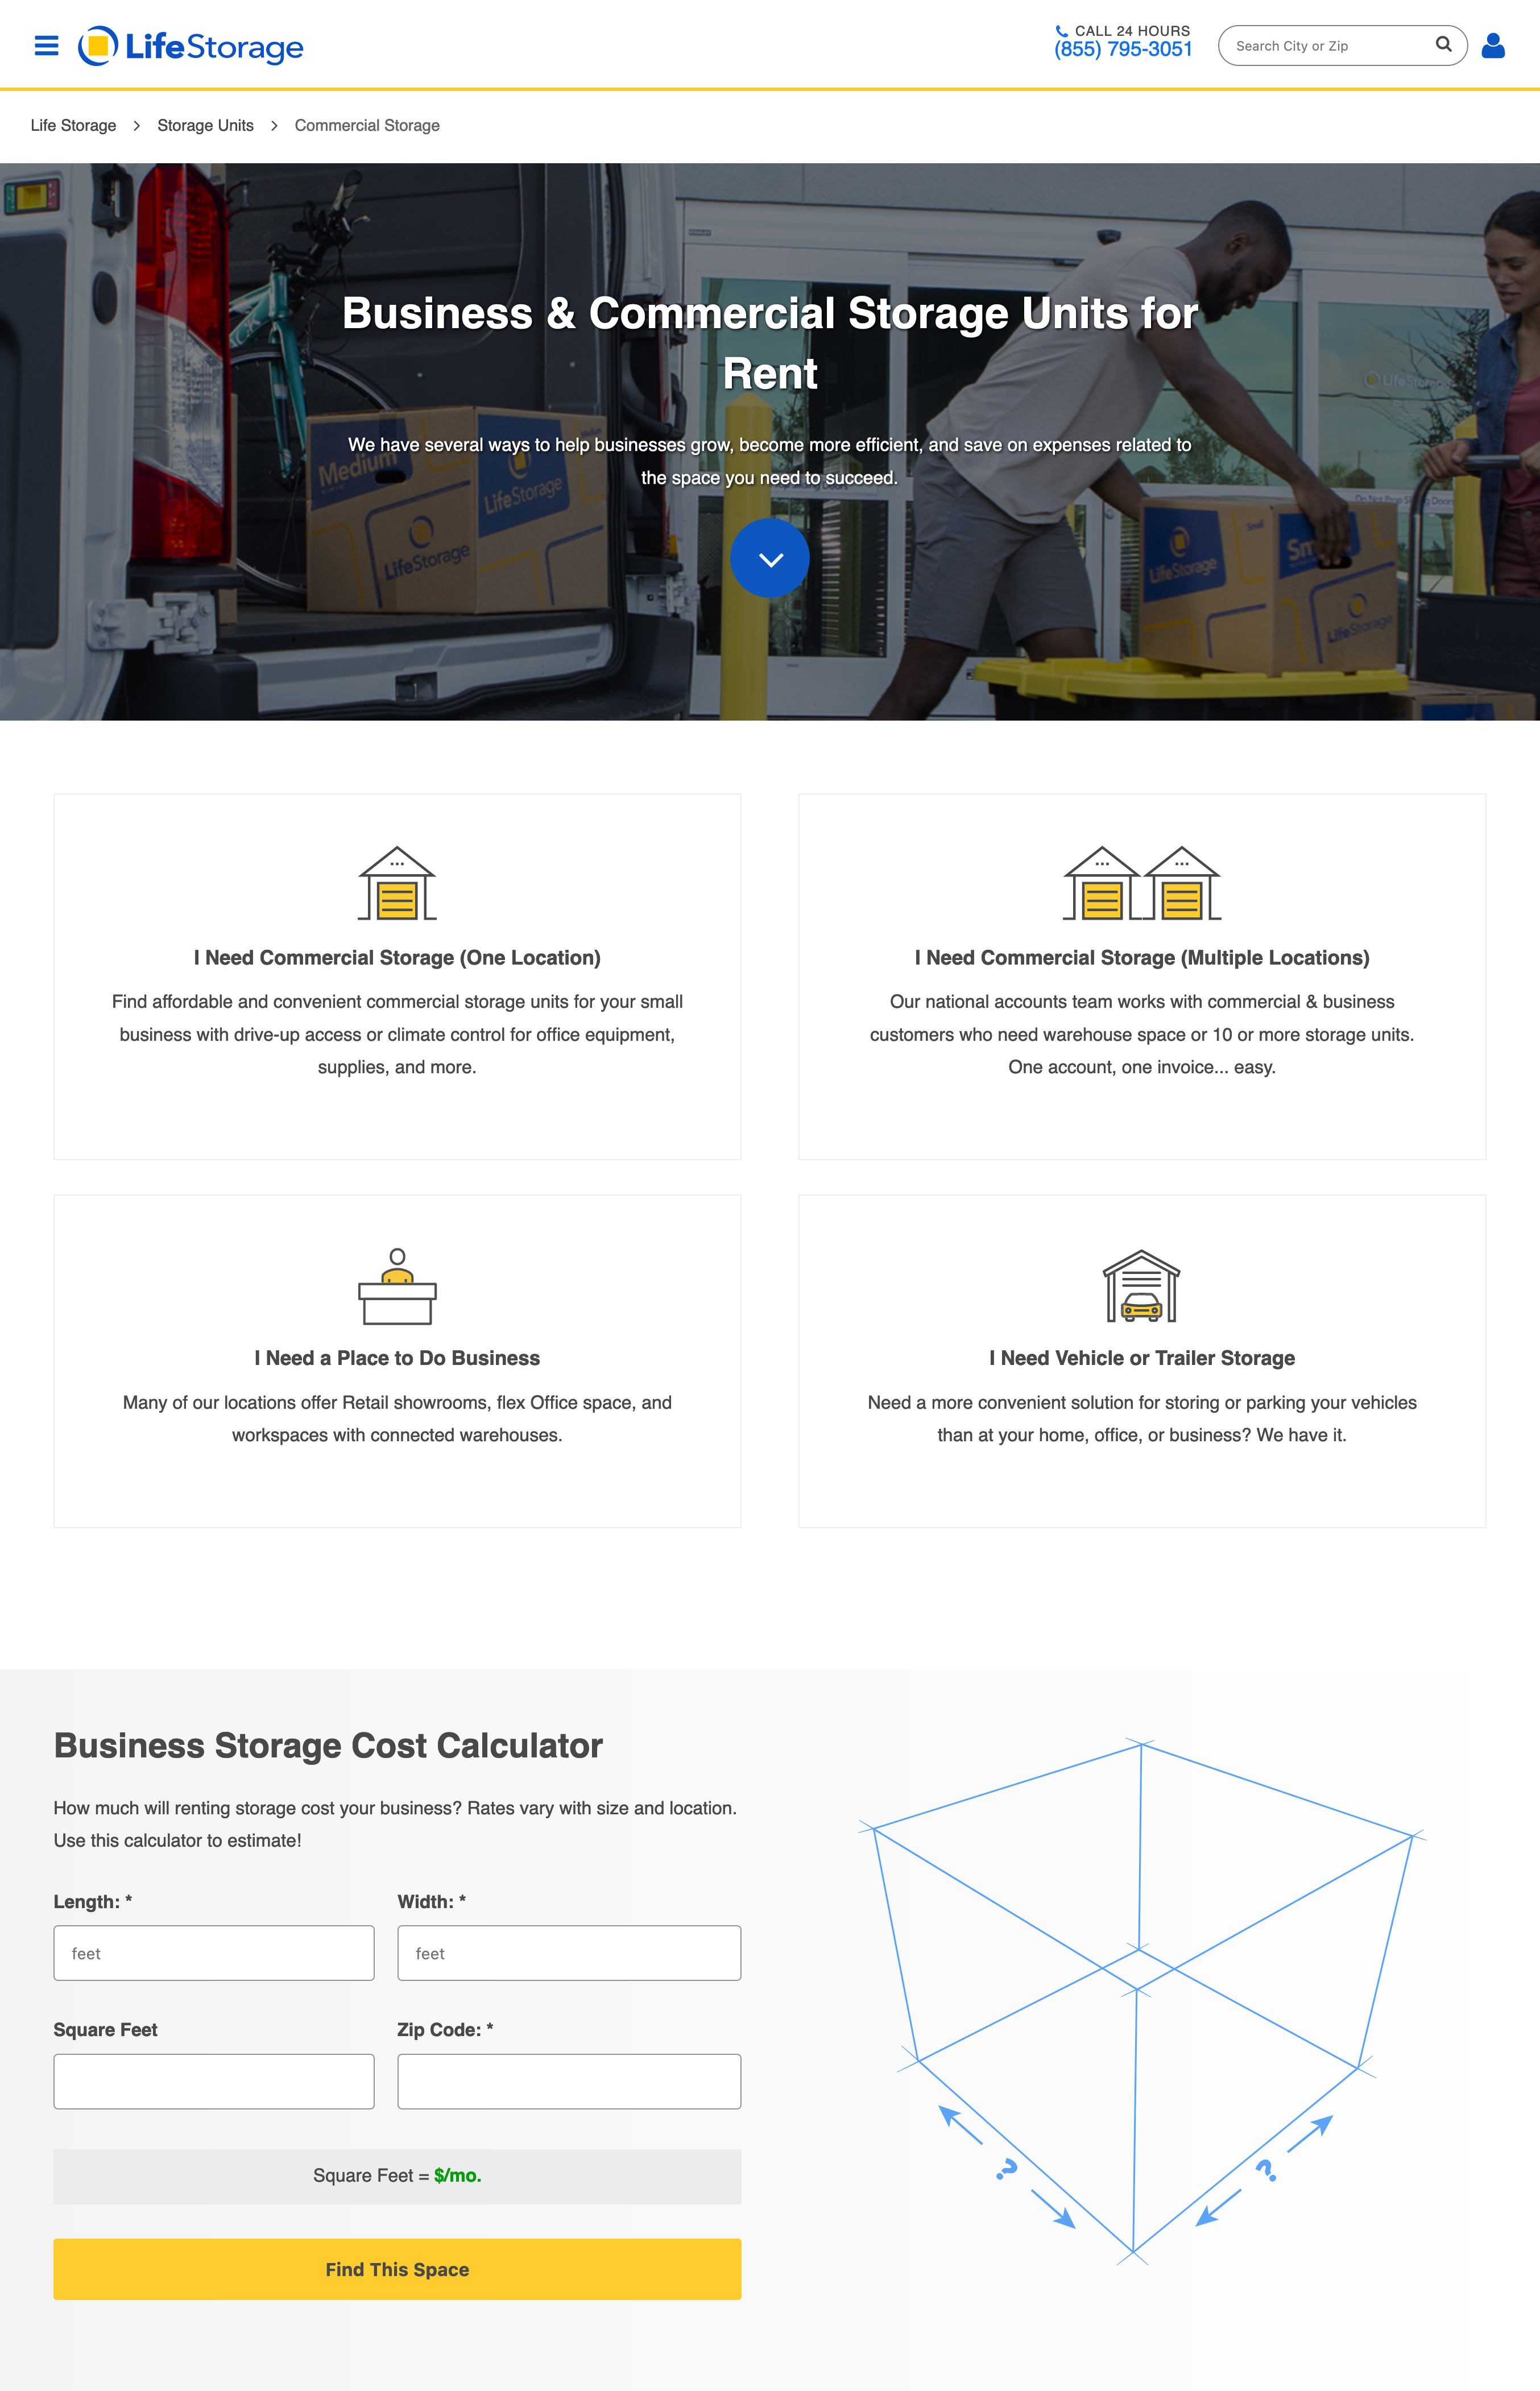 LifeStorage
CALL 24 HOURS
(855) 795-3051
Search City or Zip
Life Storage > Storage Units > Commercial Storage
Business & Commercial Storage Units for
Rent
We have several ways to help businesses grow, become more efficient, and save on expenses related to
the space you need to succeed.
Medium
LifeStorage
LifeStorage
Medium
LifeStorage
Small
LifeStorage
LifeStorage
I Need Commercial Storage (One Location)
Find affordable and convenient commercial storage units for your small
business with drive-up access or climate control for office equipment,
supplies, and more.
I Need Commercial Storage (Multiple Locations)
Our national accounts team works with commercial & business
customers who need warehouse space or 10 or more storage units.
One account, one invoice... easy.
I Need a Place to Do Business
Many of our locations offer Retail showrooms, flex Office space, and
workspaces with connected warehouses.
I Need Vehicle or Trailer Storage
Need a more convenient solution for storing or parking your vehicles
than at your home, office, or business? We have it.
Business Storage Cost Calculator
How much will renting storage cost your business? Rates vary with size and location.
Use this calculator to estimate!
Length: *
Width: *
feet
feet
Square Feet
Zip Code: *
Square Feet = $/mo.
Find This Space
?
?